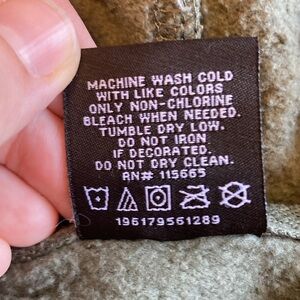 MACHINE WASH COLD
WITH LIKE COLORS
ONLY NON-CHLORINE
BLEACH WHEN NEEDED.
TUMBLE DRY LOW.
DO NOT IRON
IF DECORATED.
DO NOT DRY CLEAN.
RN# 115665
196179561289